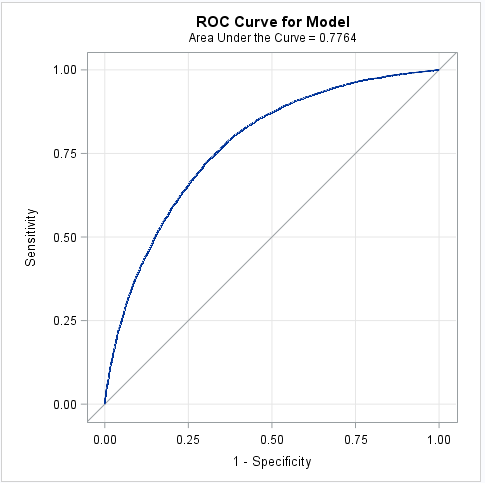 ROC Curve for Model
Area Under the Curve = 0.7764
1.00
0.75
0.50
0.25
0.00
Sensitivity
0.00 0.25 0.50 0.75 1.00
1 - Specificity